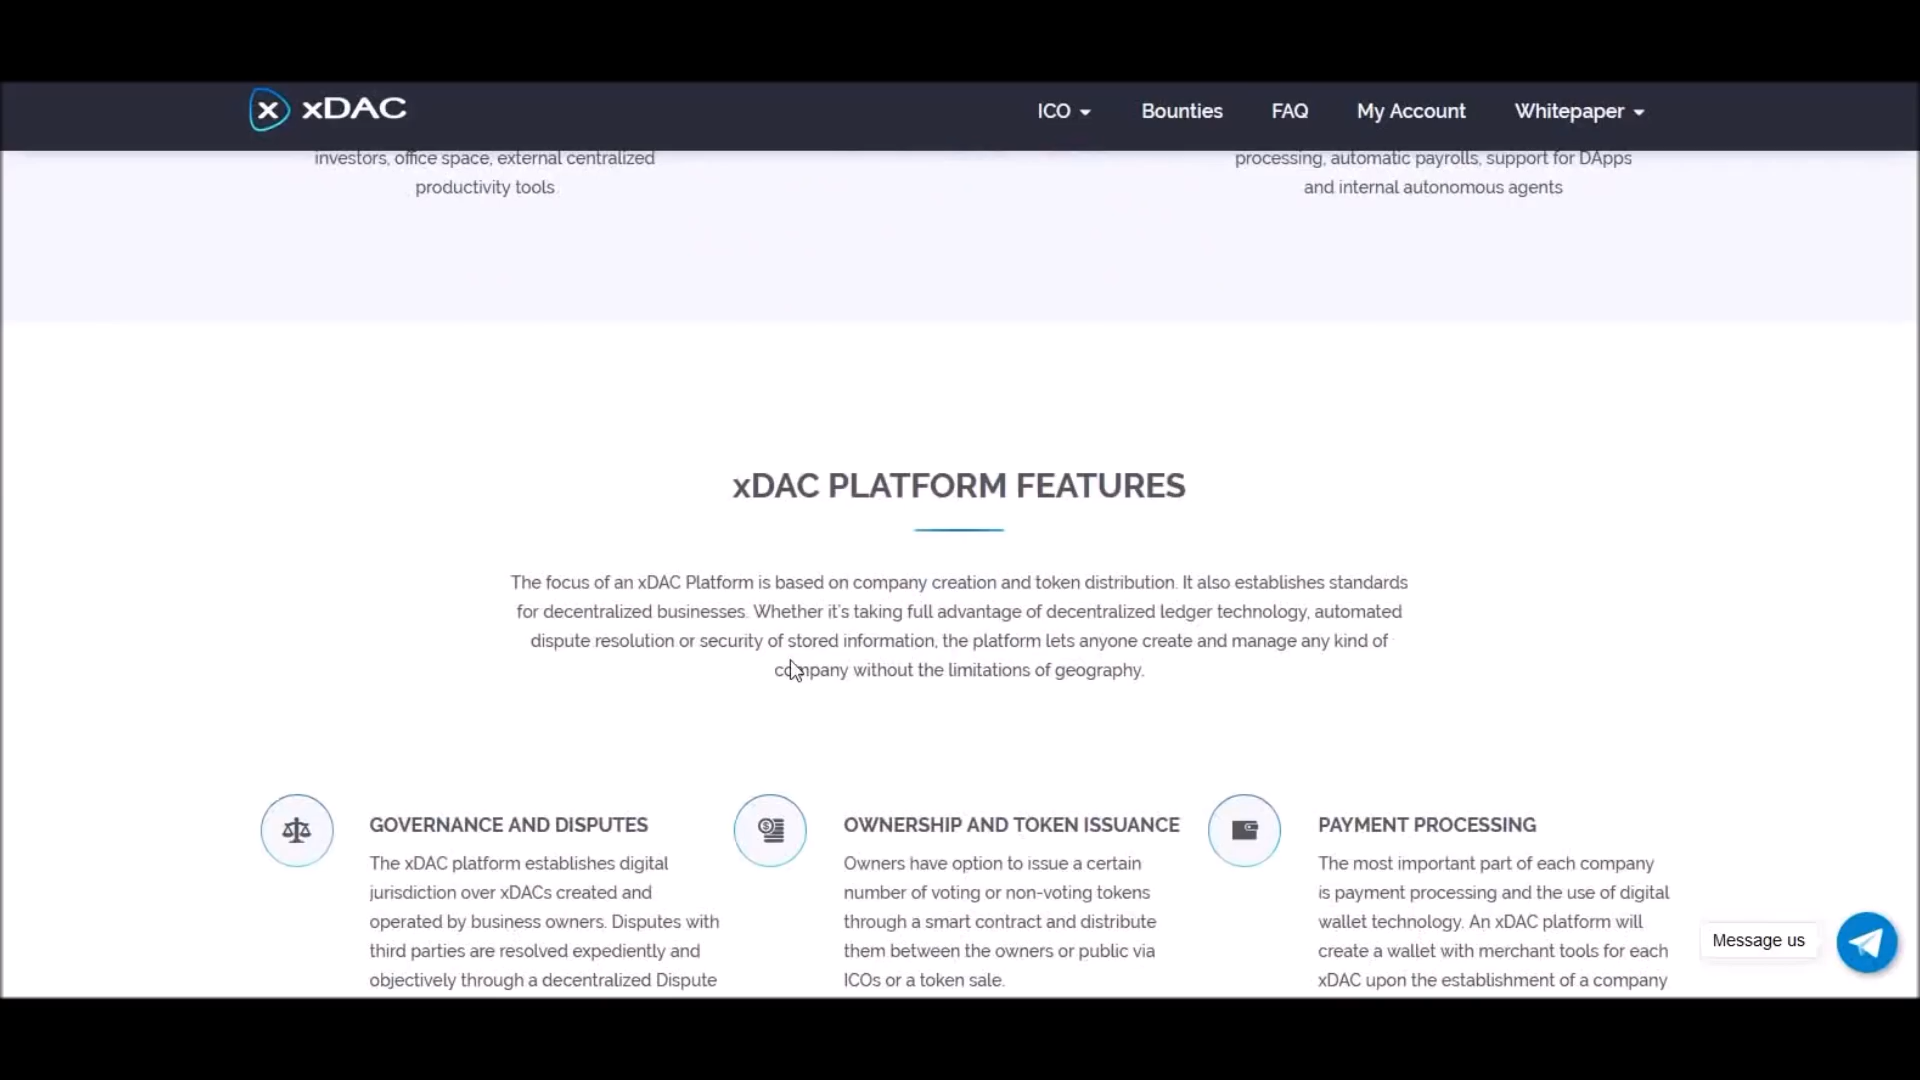 xDAC
ICO
Bounties
FAQ
My Account
Whitepaper
investors, office space, external centralized
productivity tools
processing, automatic payrolls, support for DApps
and internal autonomous agents
xDAC PLATFORM FEATURES
The focus of an xDAC Platform is based on company creation and token distribution. It also establishes standards
for decentralized businesses. Whether it's taking full advantage of decentralized ledger technology, automated
dispute resolution or security of stored information, the platform lets anyone create and manage any kind of
company without the limitations of geography.
GOVERNANCE AND DISPUTES
The xDAC platform establishes digital
jurisdiction over xDACs created and
operated by business owners. Disputes with
third parties are resolved expediently and
objectively through a decentralized Dispute
OWNERSHIP AND TOKEN ISSUANCE
Owners have option to issue a certain
number of voting or non-voting tokens
through a smart contract and distribute
them between the owners or public via
ICOs or a token sale.
PAYMENT PROCESSING
The most important part of each company
is payment processing and the use of digital
wallet technology. An xDAC platform will
create a wallet with merchant tools for each
xDAC upon the establishment of a company
Message us